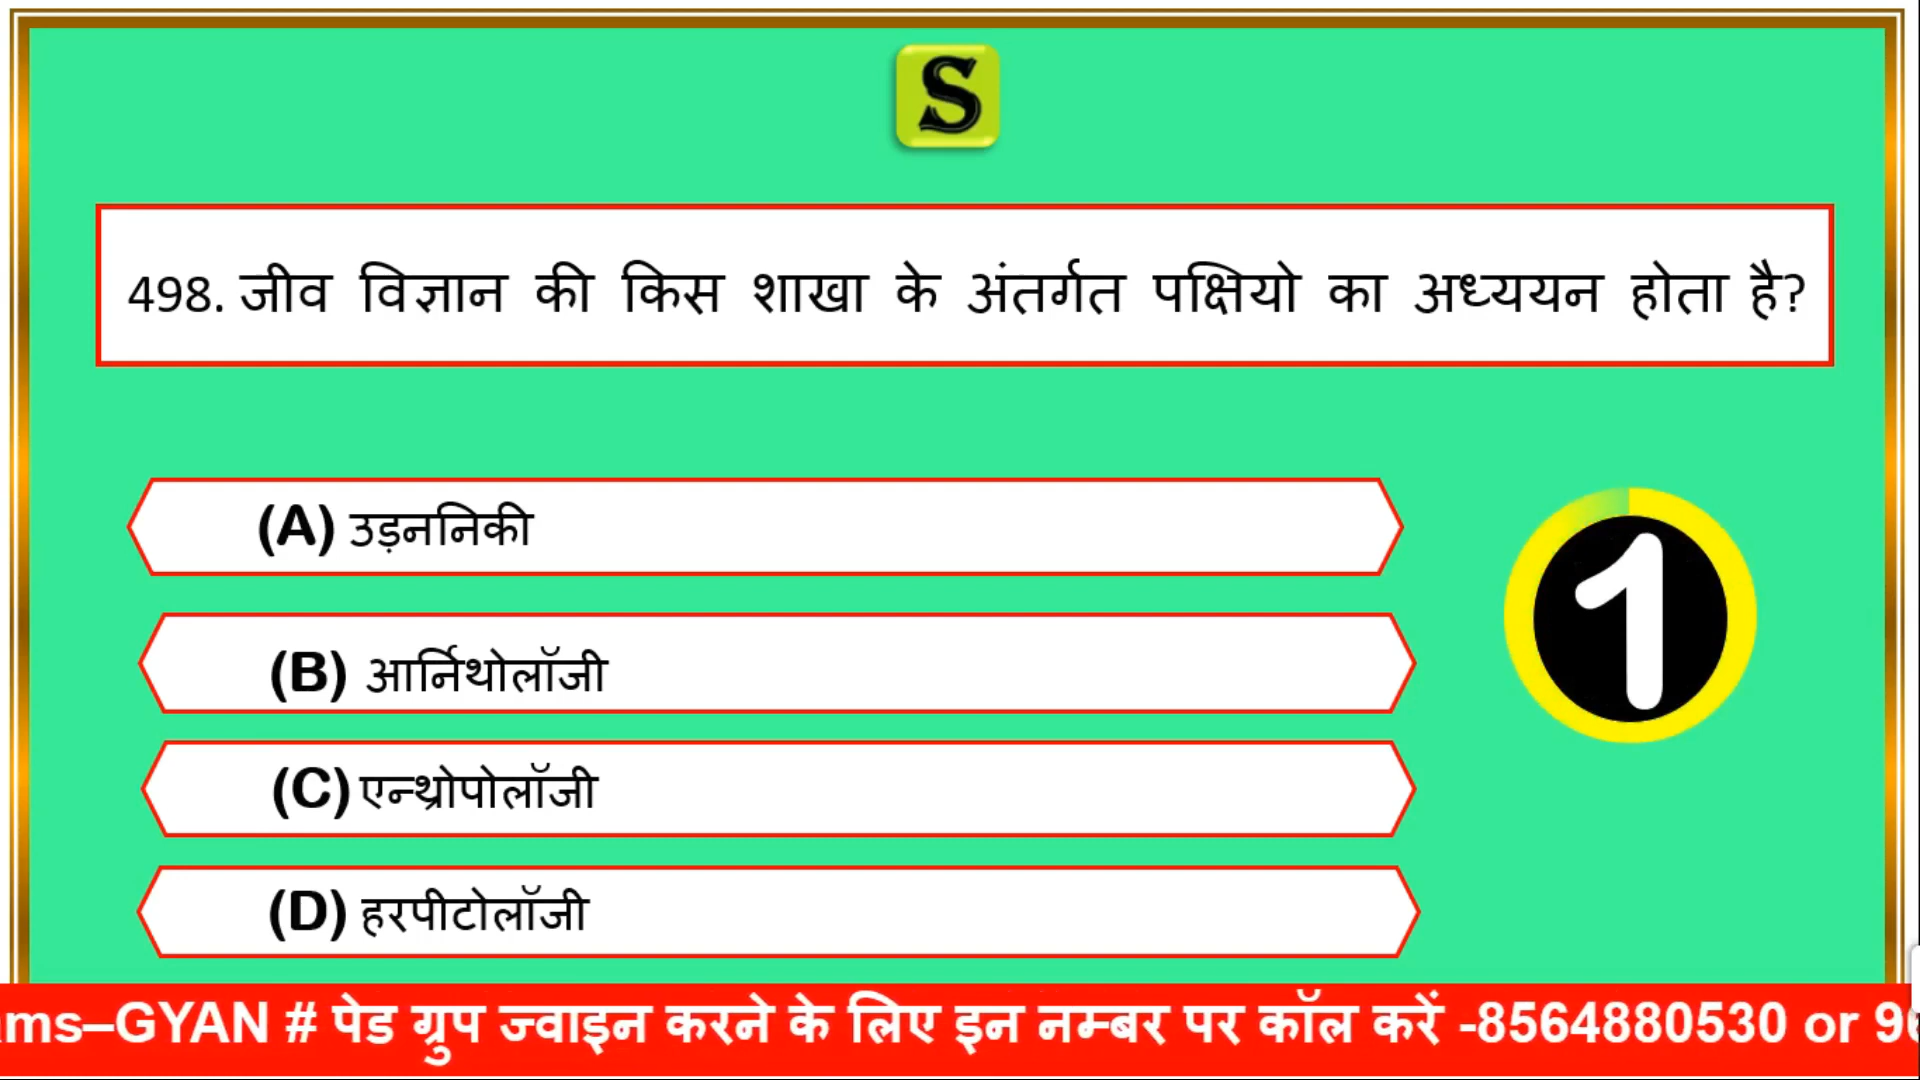 S
498. जीव विज्ञान की किस शाखा के अंतर्गत पक्षियो का अध्ययन होता है?
(A) उड़ननिकी
(B) आर्निथोलॉजी
1
(C) एन्थ्रोपोलॉजी
(D) हरपीटोलॉजी
ms–GYAN # पेड ग्रुप ज्वाइन करने के लिए इन नम्बर पर कॉल करें -8564880530 or 9